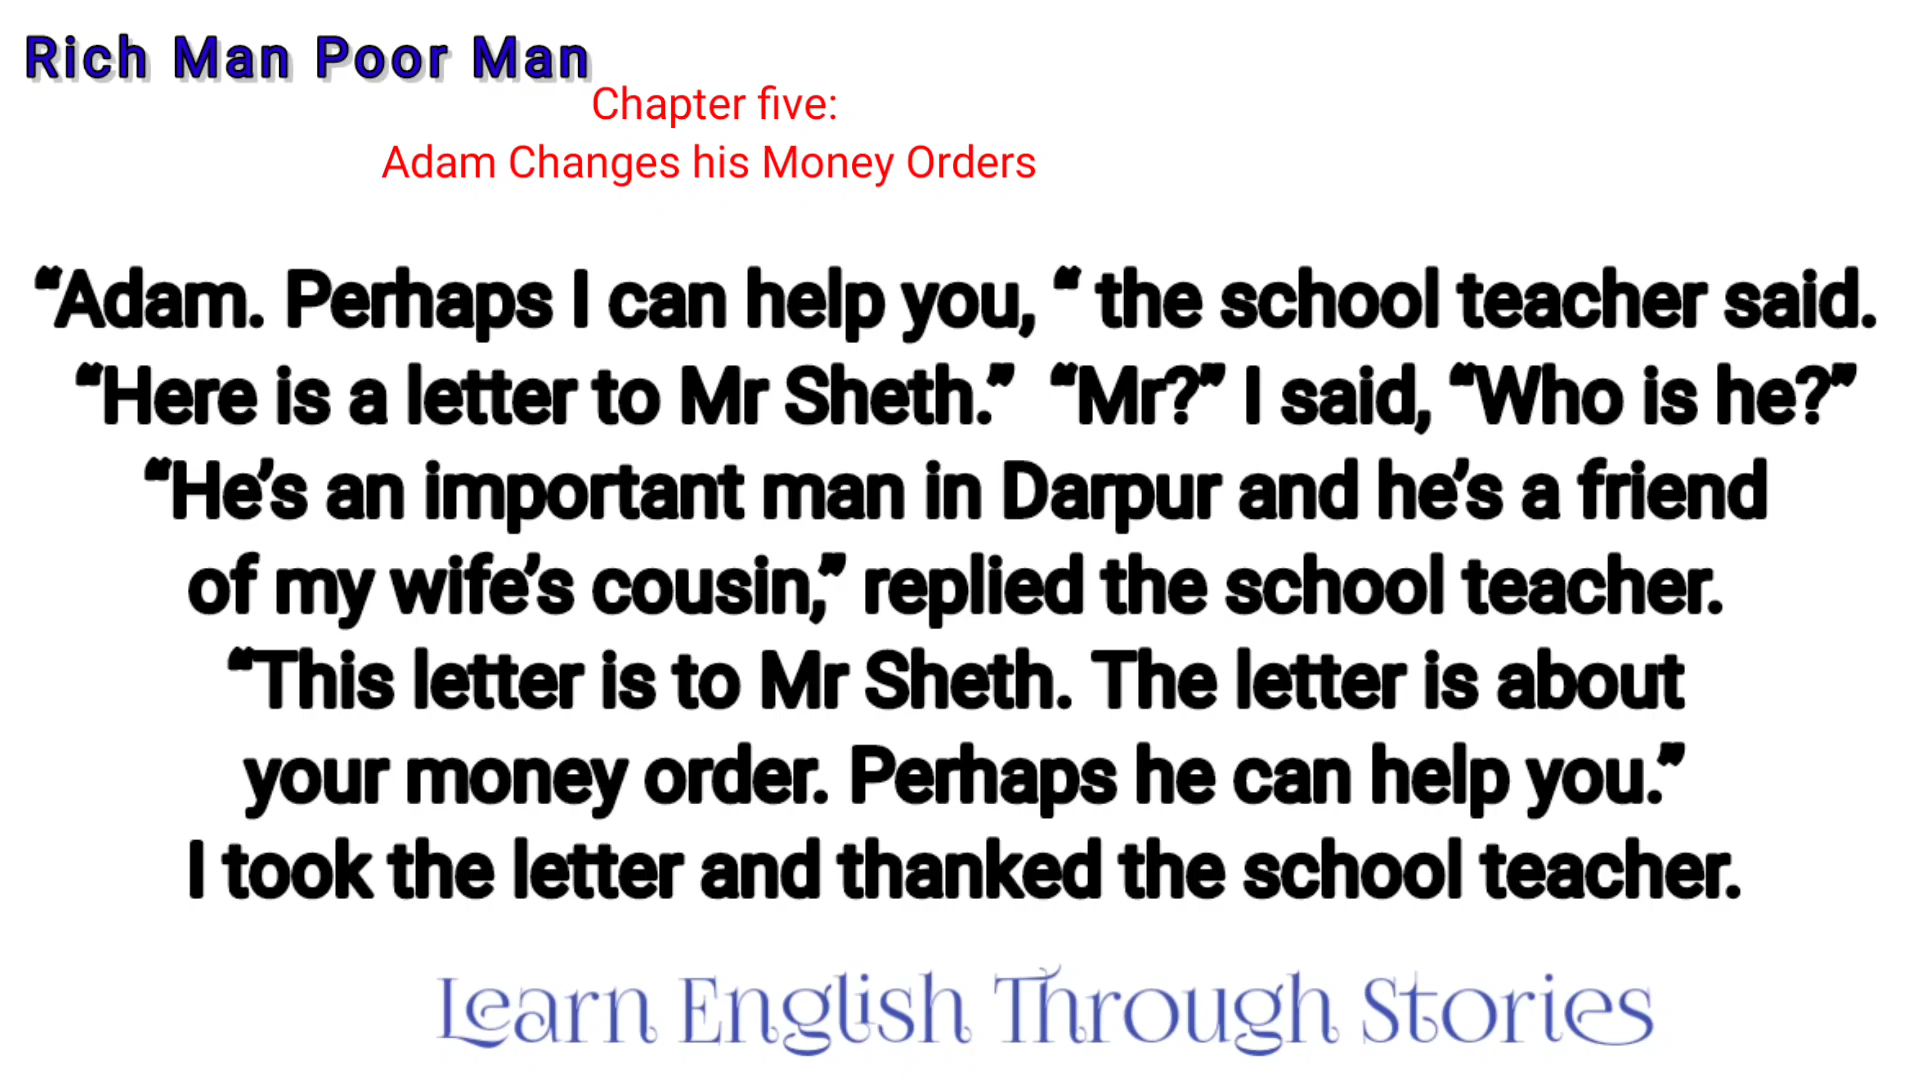 Rich Man Poor Man
Chapter five:
Adam Changes his Money Orders
“Adam. Perhaps I can help you, “ the school teacher said.
“Here is a letter to Mr Sheth.”  “Mr?” I said, “Who is he?”
“He’s an important man in Darpur and he’s a friend
of my wife’s cousin,” replied the school teacher.
“This letter is to Mr Sheth. The letter is about
your money order. Perhaps he can help you.”
I took the letter and thanked the school teacher.
Learn English Through Stories